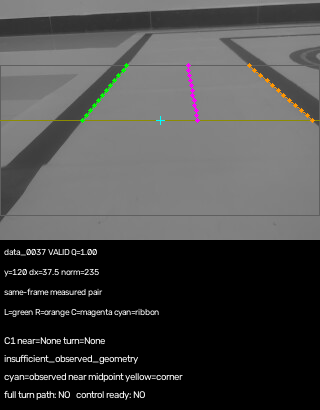 data_0037 VALID Q=1.00
y=120 dx=37.5 norm=235
same-frame measured pair
L=green R=orange C=magenta cyan=ribbon
C1 near=None turn=None
insufficient_observed_geometry
cyan=observed near midpoint yellow=corner
full turn path: NO control ready: NO